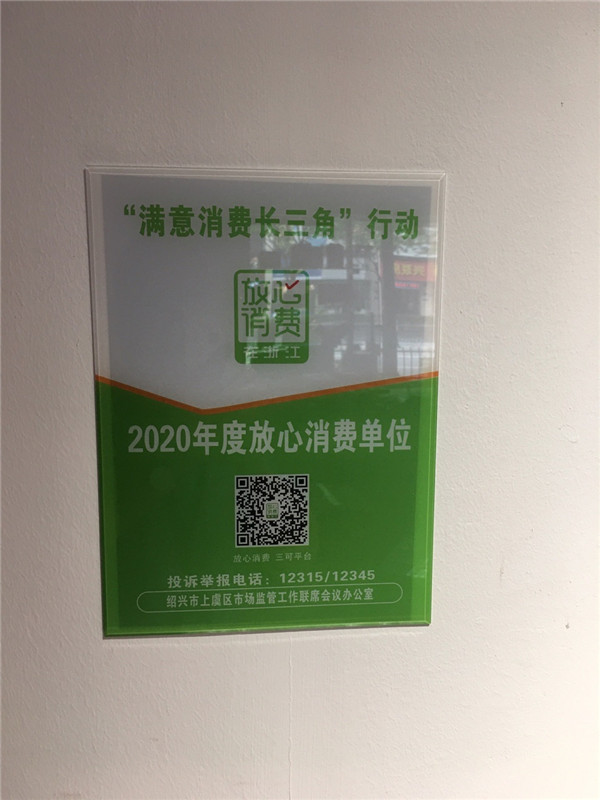 “满意消费长三角”行动
放心
消费
在浙江
2020年度放心消费单位
放心消费 三可平台
投诉举报电话：12315/12345
绍兴市上虞区市场监管工作联席会议办公室